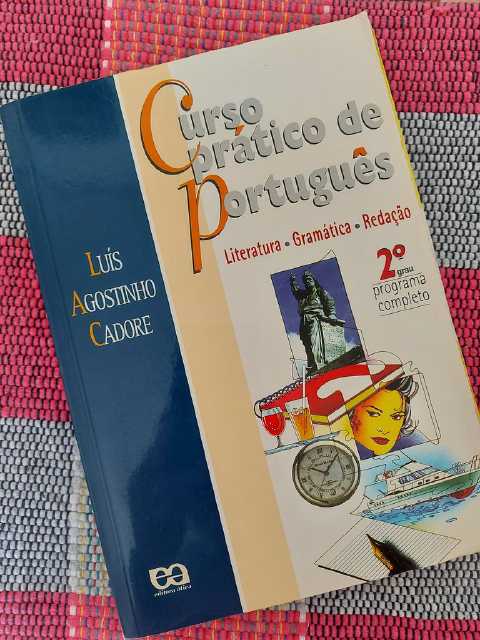 Curso
prático de
Português
Literatura • Gramática • Redação
2º grau
programa
completo
LUÍS
AGOSTINHO
CADORE
editora ática